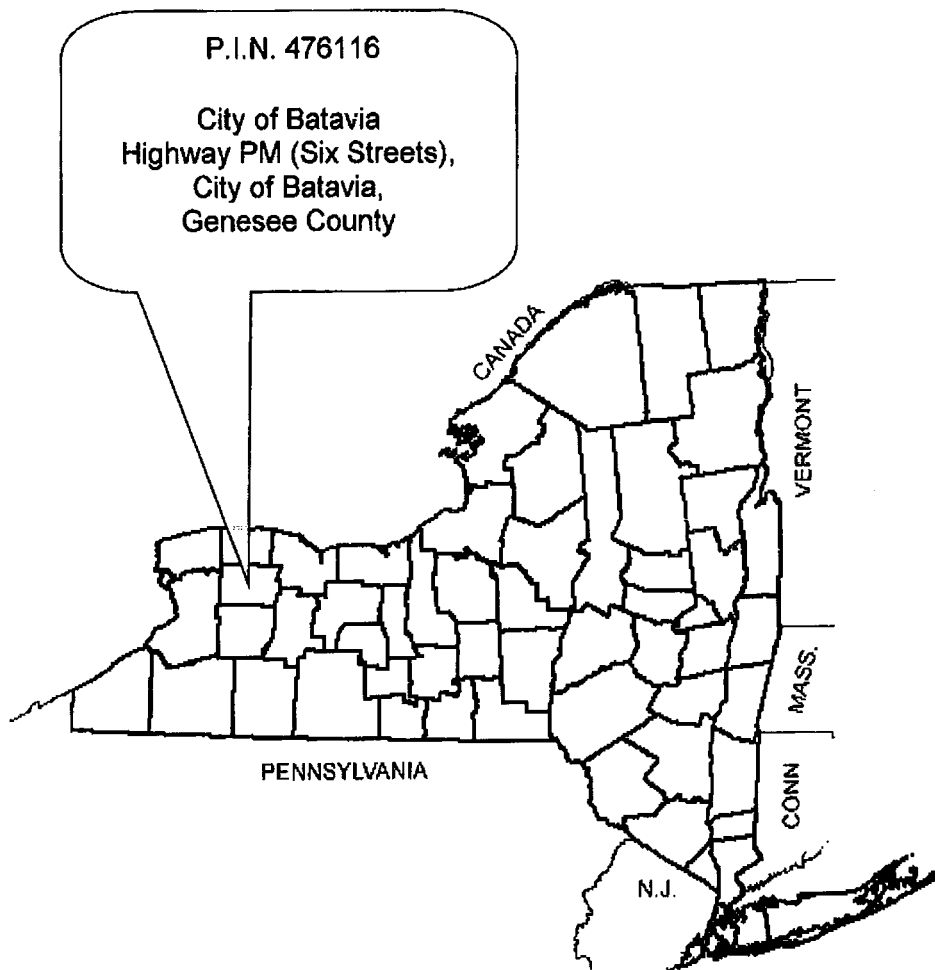 P.I.N. 476116
City of Batavia
Highway PM (Six Streets),
City of Batavia,
Genesee County
CANADA
VERMONT
MASS.
CONN
PENNSYLVANIA
N.J.